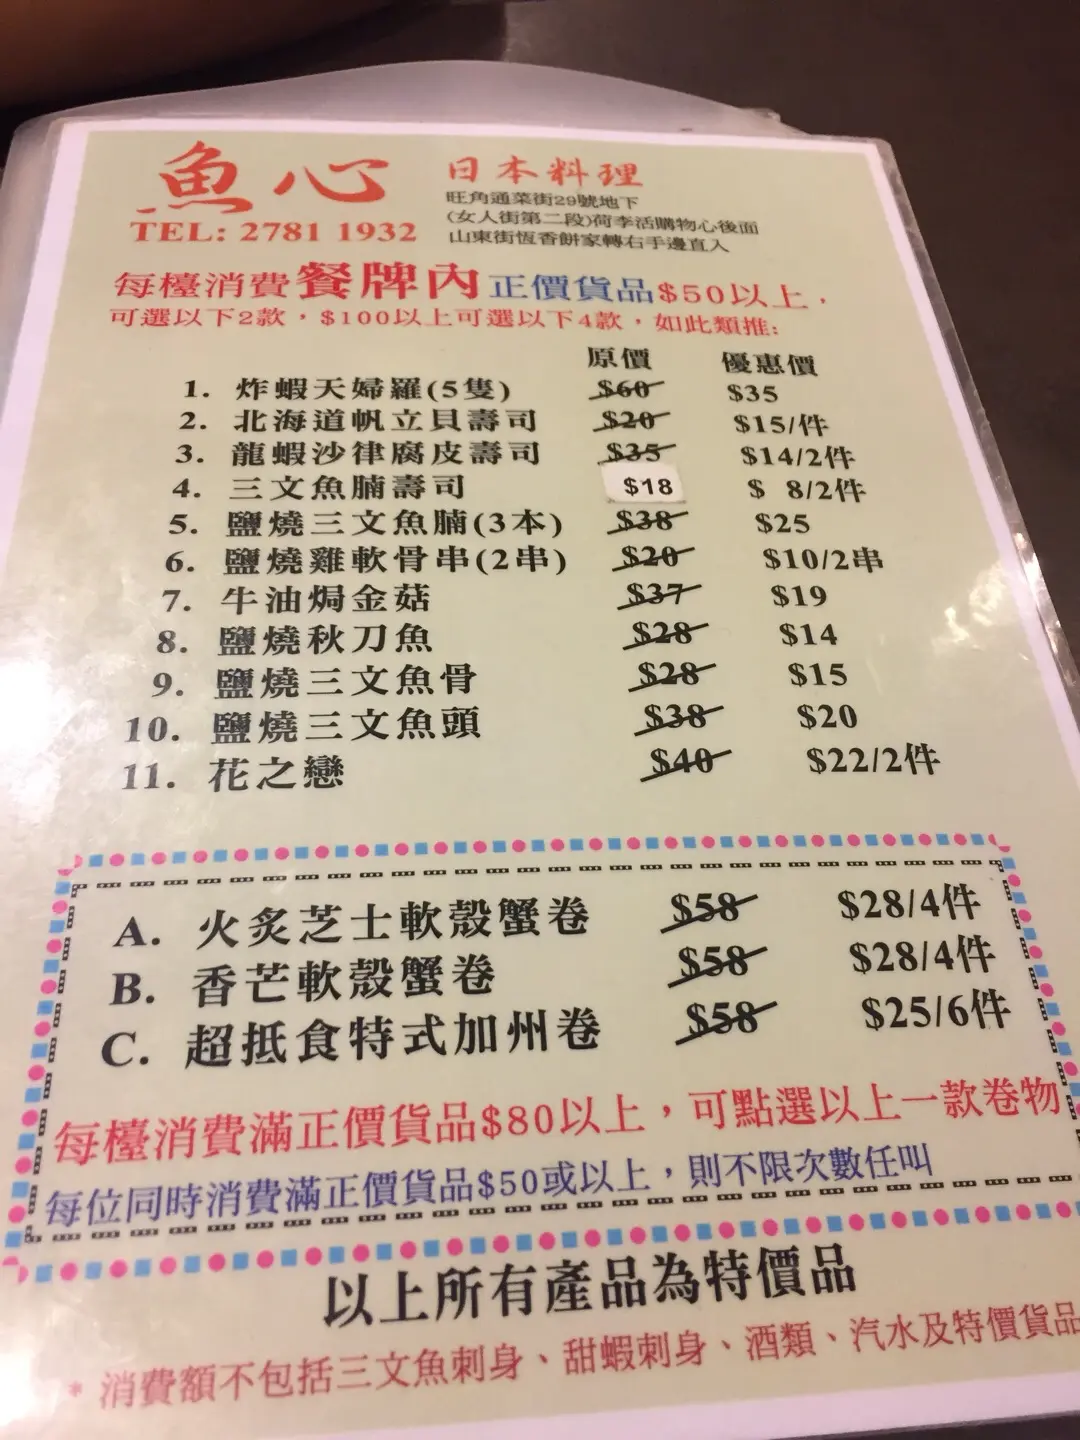 魚心 日本料理
TEL: 2781 1932
旺角通菜街29號地下
(女人街第二段)荷李活購物心後面
山東街恆香餅家轉右手邊直入
每檯消費餐牌內正價貨品$50以上，
可選以下2款，$100以上可選以下4款，如此類推:
原價 優惠價
1. 炸蝦天婦羅(5隻) $60 $35
2. 北海道帆立貝壽司 $20 $15/件
3. 龍蝦沙律腐皮壽司 $35 $14/2件
4. 三文魚腩壽司 $18 $ 8/2件
5. 鹽燒三文魚腩(3本) $38 $25
6. 鹽燒雞軟骨串(2串) $20 $10/2串
7. 牛油焗金菇 $37 $19
8. 鹽燒秋刀魚 $28 $14
9. 鹽燒三文魚骨 $28 $15
10. 鹽燒三文魚頭 $38 $20
11. 花之戀 $40 $22/2件
A. 火炙芝士軟殼蟹卷 $58 $28/4件
B. 香芒軟殼蟹卷 $58 $28/4件
C. 超抵食特式加州卷 $58 $25/6件
每檯消費滿正價貨品$80以上，可點選以上一款卷物
每位同時消費滿正價貨品$50或以上，則不限次數任叫
以上所有產品為特價品
* 消費額不包括三文魚刺身、甜蝦刺身、酒類、汽水及特價貨品